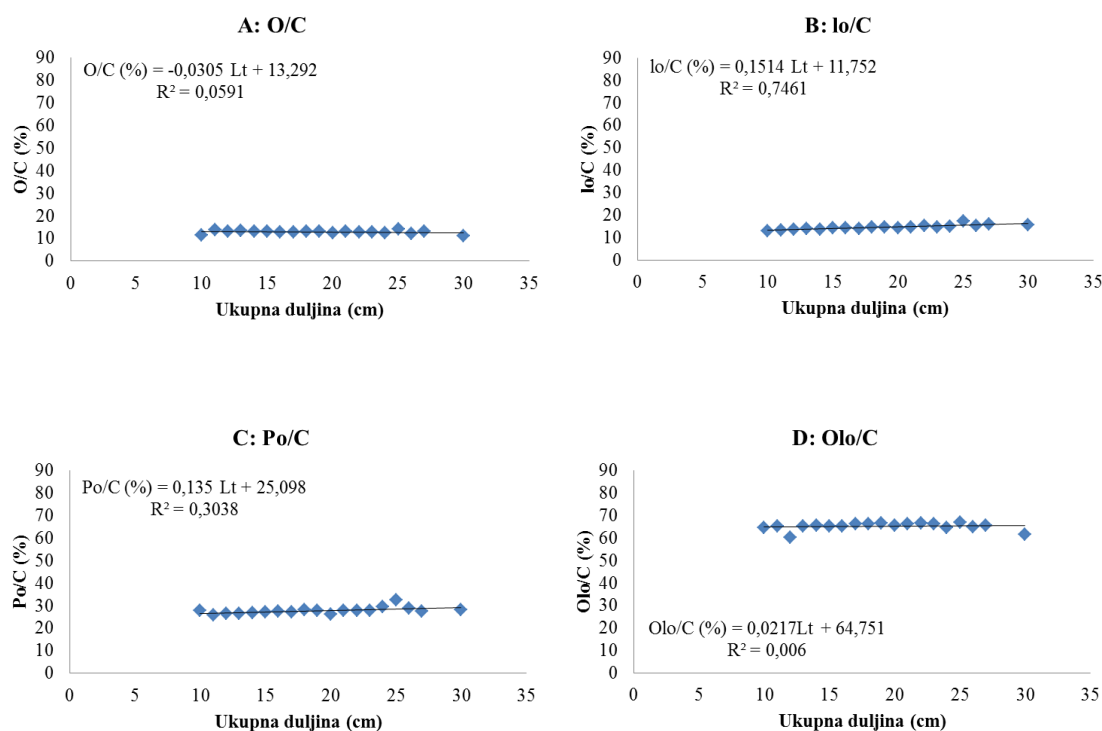 A: O/C
O/C (%) = -0,0305 Lt + 13,292
R² = 0,0591
O/C (%)
90
80
70
60
50
40
30
20
10
0
0 5 10 15 20 25 30 35
Ukupna duljina (cm)
B: lo/C
lo/C (%) = 0,1514 Lt + 11,752
R² = 0,7461
lo/C (%)
90
80
70
60
50
40
30
20
10
0
0 5 10 15 20 25 30 35
Ukupna duljina (cm)
C: Po/C
Po/C (%) = 0,135 Lt + 25,098
R² = 0,3038
Po/C (%)
90
80
70
60
50
40
30
20
10
0
0 5 10 15 20 25 30 35
Ukupna duljina (cm)
D: Olo/C
Olo/C (%)
90
80
70
60
50
40
30
20
10
0
Olo/C (%) = 0,0217Lt + 64,751
R² = 0,006
0 5 10 15 20 25 30 35
Ukupna duljina (cm)